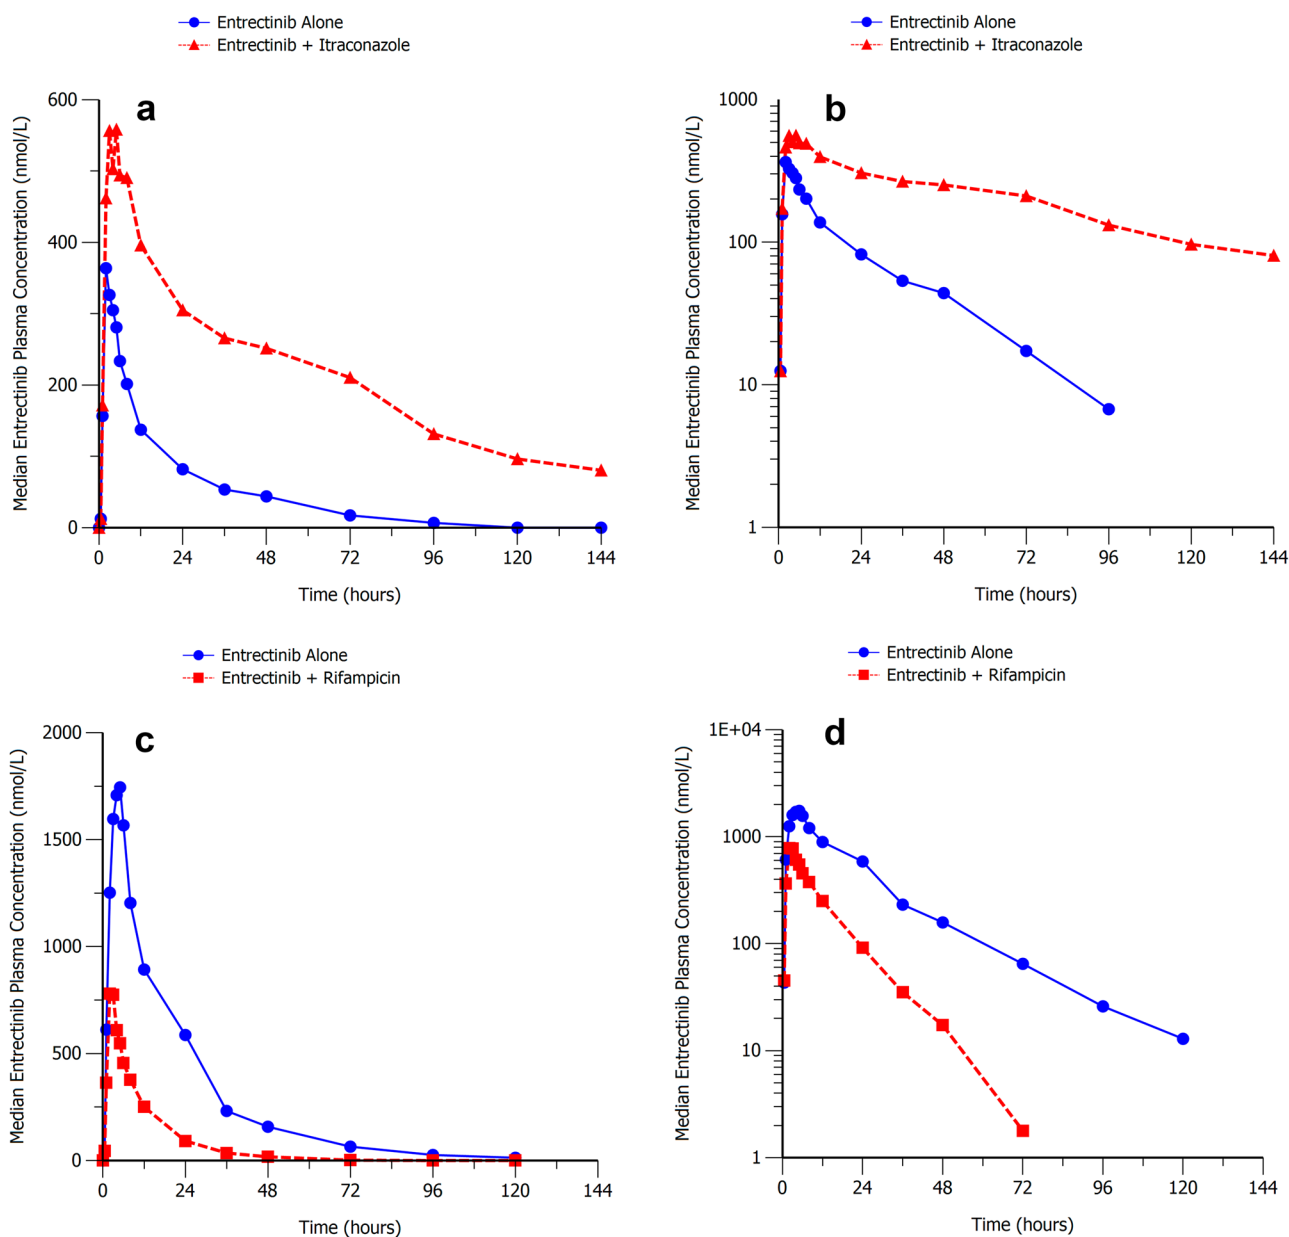 Entrectinib Alone
Entrectinib + Itraconazole
a
Median Entrectinib Plasma Concentration (nmol/L)
600
400
200
0
0 24 48 72 96 120 144
Time (hours)
Entrectinib Alone
Entrectinib + Itraconazole
b
Median Entrectinib Plasma Concentration (nmol/L)
1000
100
10
1
0 24 48 72 96 120 144
Time (hours)
Entrectinib Alone
Entrectinib + Rifampicin
c
Median Entrectinib Plasma Concentration (nmol/L)
2000
1500
1000
500
0
0 24 48 72 96 120 144
Time (hours)
Entrectinib Alone
Entrectinib + Rifampicin
d
Median Entrectinib Plasma Concentration (nmol/L)
1E+04
1000
100
10
1
0 24 48 72 96 120 144
Time (hours)